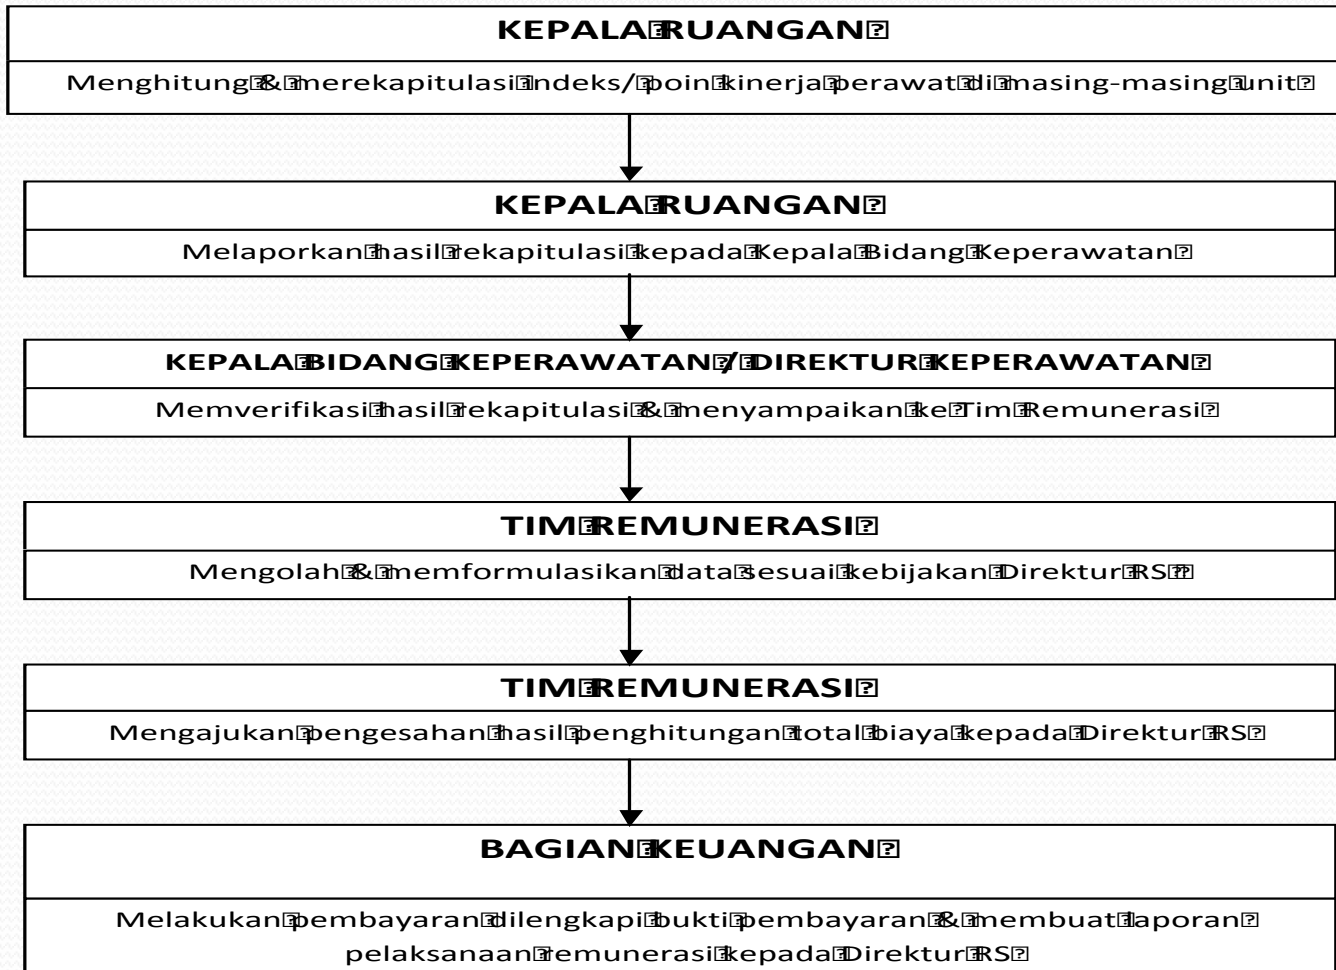 KEPALA RUANGAN
Menghitung & merekapitulasi indeks/ poin kinerja perawat di masing-masing unit
KEPALA RUANGAN
Melaporkan hasil rekapitulasi kepada Kepala Bidang Keperawatan
KEPALA BIDANG KEPERAWATAN / DIREKTUR KEPERAWATAN
Memverifikasi hasil rekapitulasi & menyampaikan ke Tim Remunerasi
TIM REMUNERASI
Mengolah & memformulasikan data sesuai kebijakan Direktur RS
TIM REMUNERASI
Mengajukan pengesahan hasil penghitungan total biaya kepada Direktur RS
BAGIAN KEUANGAN
Melakukan pembayaran dilengkapi bukti pembayaran & membuat laporan
pelaksanaan remunerasi kepada Direktur RS